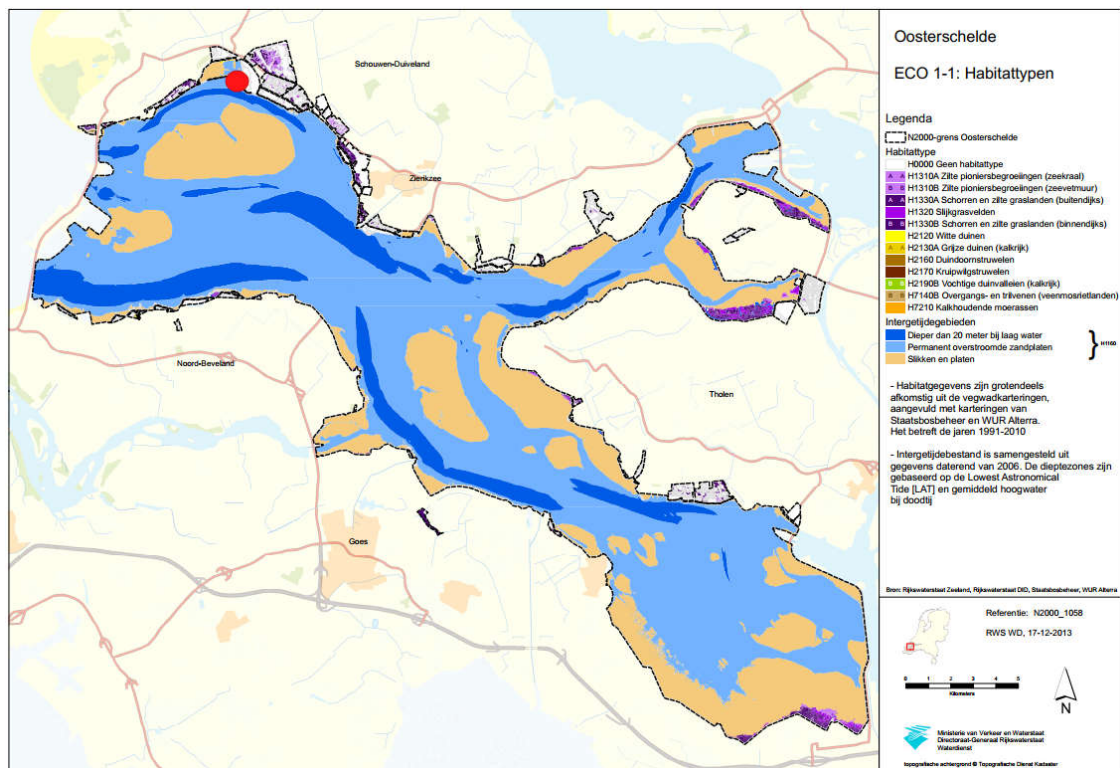 Schouwen-Duiveland
Zierikzee
Noord-Beveland
Tholen
Goes
Oosterschelde
ECO 1-1: Habitattypen
Legenda
N2000-grens Oosterschelde
Habitattype
H0000 Geen habitattype
A A H1310A Zilte pioniersbegroeiingen (zeekraal)
B B H1310B Zilte pioniersbegroeiingen (zeevetmuur)
A A H1330A Schorren en zilte graslanden (buitendijks)
H1320 Slijkgrasvelden
B B H1330B Schorren en zilte graslanden (binnendijks)
H2120 Witte duinen
A A H2130A Grijze duinen (kalkrijk)
H2160 Duindoornstruwelen
H2170 Kruipwilgstruwelen
B B H2190B Vochtige duinvalleien (kalkrijk)
B B H7140B Overgangs- en trilvenen (veenmosrietlanden)
H7210 Kalkhoudende moerassen
Intergetijdegebieden
Dieper dan 20 meter bij laag water
Permanent overstroomde zandplaten
Slikken en platen
} H1160
- Habitatgegevens zijn grotendeels
afkomstig uit de vegwadkarteringen,
aangevuld met karteringen van
Staatsbosbeheer en WUR Alterra.
Het betreft de jaren 1991-2010
- Intergetijdebestand is samengesteld uit
gegevens daterend van 2006. De dieptezones zijn
gebaseerd op de Lowest Astronomical
Tide [LAT] en gemiddeld hoogwater
bij doodtij
Bron: Rijkswaterstaat Zeeland, Rijkswaterstaat DID, Staatsbosbeheer, WUR Alterra
Referentie: N2000_1058
RWS WD, 17-12-2013
0 1 2 3 4 5
Kilometers
N
Ministerie van Verkeer en Waterstaat
Directoraat-Generaal Rijkswaterstaat
Waterdienst
topografische achtergrond © Topografische Dienst Kadaster